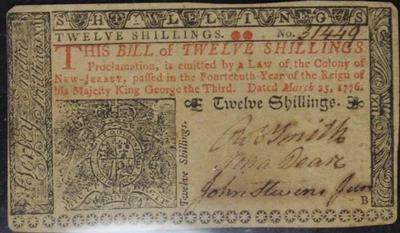 SHILLINGS
TWELVE SHILLINGS. No. 31449
THIS BILL of TWELVE SHILLINGS
Proclamation, is emitted by a LAW of the Colony of
NEW-JERSEY, passed in the Fourteenth Year of the Reign of
his Majesty King George the Third. Dated March 25, 1776.
Twelve Shillings.
Twelve Shillings
Smith
John Stevens Jun
B